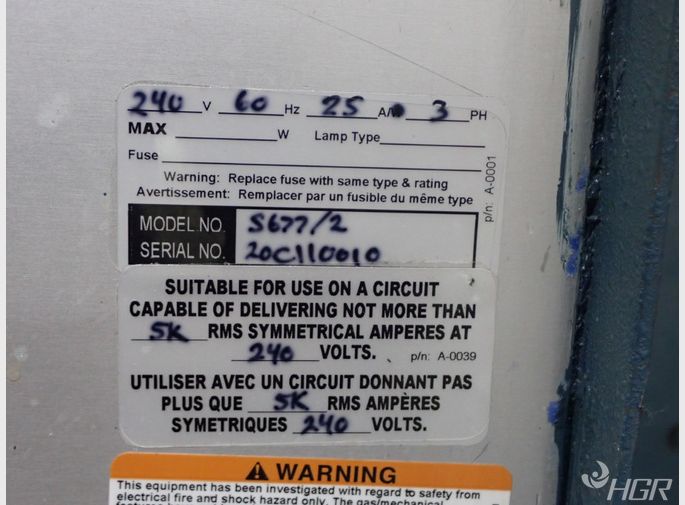 240 V 60 Hz 25 A/ 3 PH
MAX W Lamp Type
Fuse
Warning: Replace fuse with same type & rating
Avertissement: Remplacer par un fusible du même type
p/n: A-0001
MODEL NO. S677/2
SERIAL NO. 20C110010
SUITABLE FOR USE ON A CIRCUIT
CAPABLE OF DELIVERING NOT MORE THAN
5K RMS SYMMETRICAL AMPERES AT
240 VOLTS. p/n: A-0039
UTILISER AVEC UN CIRCUIT DONNANT PAS
PLUS QUE 5K RMS AMPÈRES
SYMETRIQUES 240 VOLTS.
WARNING
This equipment has been investigated with regard to safety from
electrical fire and shock hazard only. The gas/mechanical
HGR